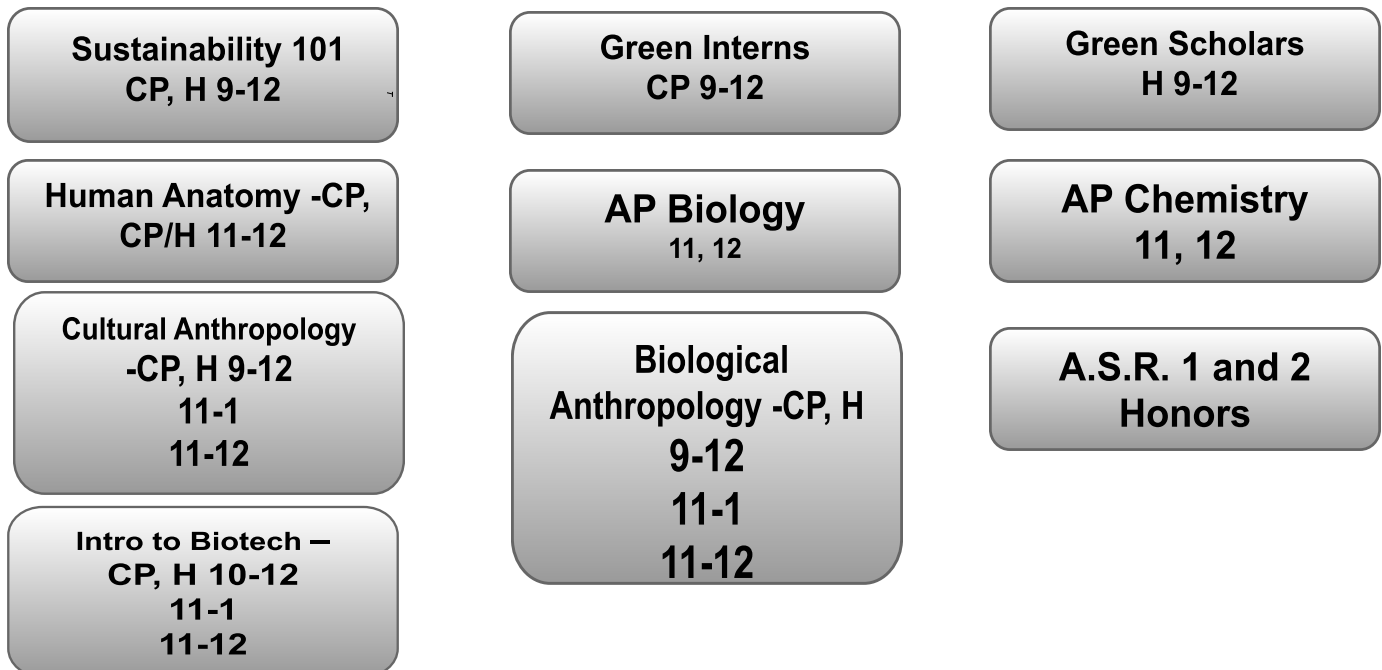 Sustainability 101
CP, H 9-12
Green Interns
CP 9-12
Green Scholars
H 9-12
Human Anatomy -CP,
CP/H 11-12
AP Biology
11, 12
AP Chemistry
11, 12
Cultural Anthropology
-CP, H 9-12
11-1
11-12
Biological
Anthropology -CP, H
9-12
11-1
11-12
A.S.R. 1 and 2
Honors
Intro to Biotech –
CP, H 10-12
11-1
11-12